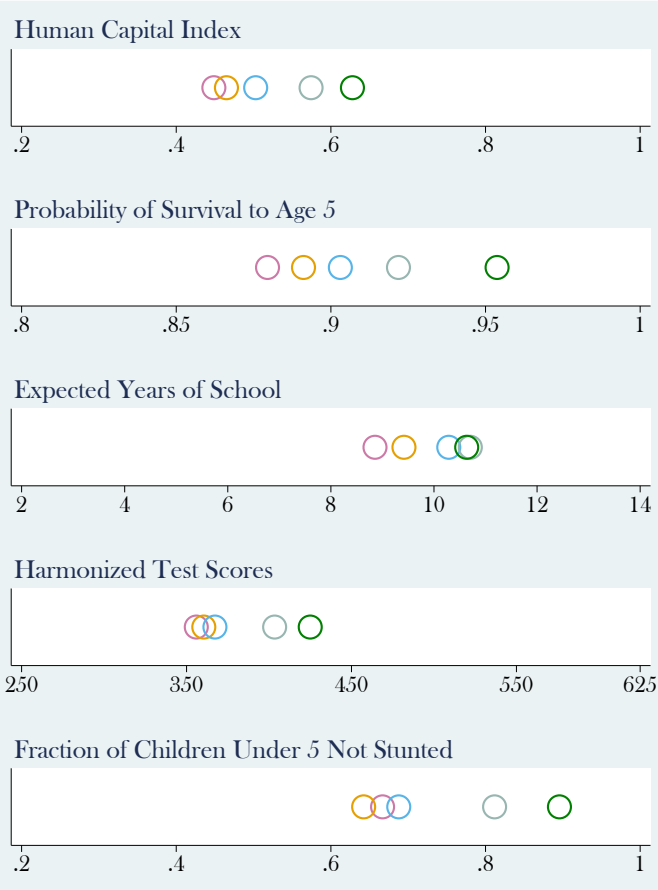 Human Capital Index
.2 .4 .6 .8 1
Probability of Survival to Age 5
.8 .85 .9 .95 1
Expected Years of School
2 4 6 8 10 12 14
Harmonized Test Scores
250 350 450 550 625
Fraction of Children Under 5 Not Stunted
.2 .4 .6 .8 1